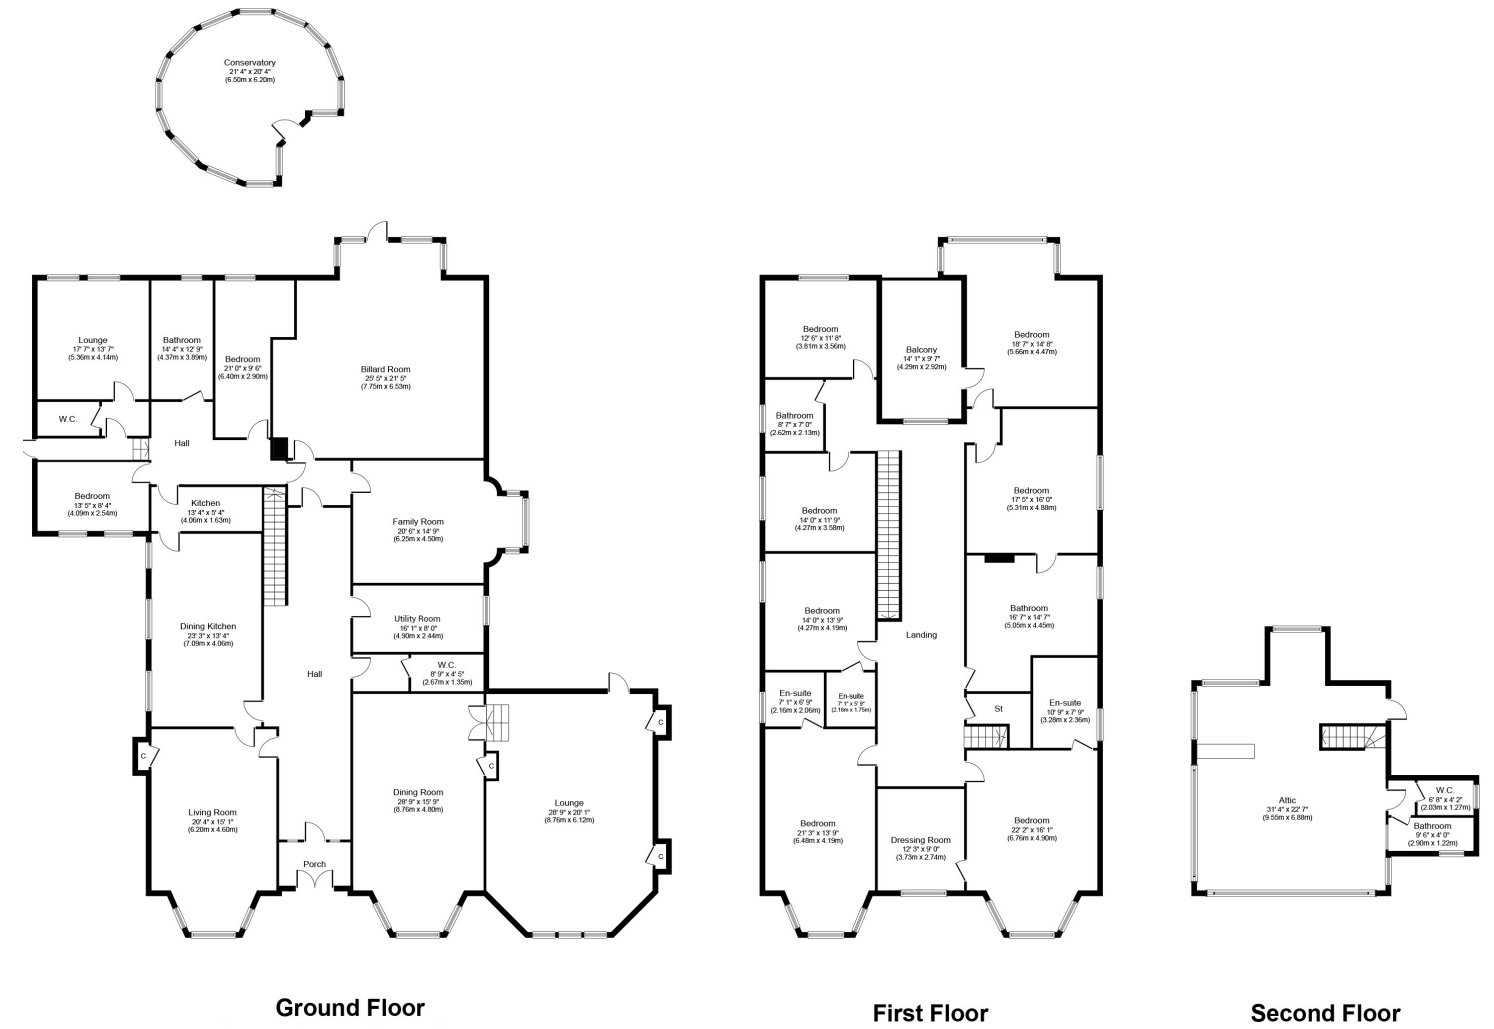 Conservatory
21' 4" x 20' 4"
(6.50m x 6.20m)
Lounge
17' 7" x 13' 7"
(5.36m x 4.14m)
Bathroom
14' 4" x 12' 9"
(4.37m x 3.89m)
Bedroom
21' 0" x 9' 6"
(6.40m x 2.90m)
Billard Room
25' 5" x 21' 5"
(7.75m x 6.53m)
W.C.
Hall
Bedroom
13' 5" x 8' 4"
(4.09m x 2.54m)
Kitchen
13' 4" x 5' 4"
(4.06m x 1.63m)
Family Room
20' 6" x 14' 9"
(6.25m x 4.50m)
Dining Kitchen
23' 3" x 13' 4"
(7.09m x 4.06m)
Utility Room
16' 1" x 8' 0"
(4.90m x 2.44m)
Hall
W.C.
8' 9" x 4' 5"
(2.67m x 1.35m)
C
C
C
C
Living Room
20' 4" x 15' 1"
(6.20m x 4.60m)
Dining Room
28' 9" x 15' 9"
(8.76m x 4.80m)
Lounge
28' 9" x 20' 1"
(8.76m x 6.12m)
Porch
Ground Floor
Bedroom
12' 6" x 11' 8"
(3.81m x 3.56m)
Balcony
14' 1" x 9' 7"
(4.29m x 2.92m)
Bedroom
18' 7" x 14' 8"
(5.66m x 4.47m)
Bathroom
8' 7" x 7' 0"
(2.62m x 2.13m)
Bedroom
14' 0" x 11' 9"
(4.27m x 3.58m)
Bedroom
17' 5" x 16' 0"
(5.31m x 4.88m)
Bedroom
14' 0" x 13' 9"
(4.27m x 4.19m)
Landing
Bathroom
16' 7" x 14' 7"
(5.05m x 4.45m)
En-suite
7' 1" x 6' 9"
(2.16m x 2.06m)
En-suite
7' 1" x 5' 9"
(2.16m x 1.75m)
St
En-suite
10' 9" x 7' 9"
(3.28m x 2.36m)
Bedroom
21' 3" x 13' 9"
(6.48m x 4.19m)
Dressing Room
12' 3" x 9' 0"
(3.73m x 2.74m)
Bedroom
22' 2" x 16' 1"
(6.76m x 4.90m)
First Floor
Attic
31' 4" x 22' 7"
(9.55m x 6.88m)
W.C.
6' 8" x 4' 2"
(2.03m x 1.27m)
Bathroom
9' 6" x 4' 0"
(2.90m x 1.22m)
Second Floor